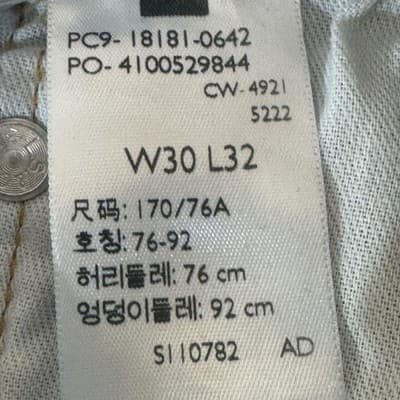 PC9- 18181-0642
PO- 4100529844
CW- 4921
5222
W30 L32
尺码: 170/76A
호칭: 76-92
허리둘레: 76 cm
엉덩이둘레: 92 cm
S110782 AD